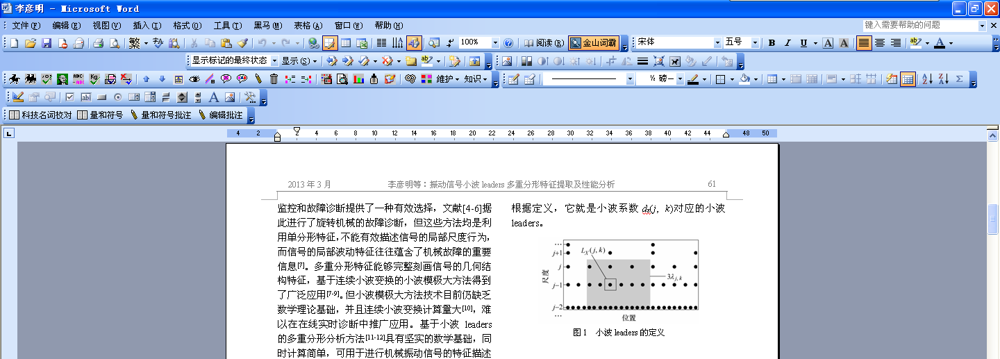 李彦明 - Microsoft Word
文件(F) 编辑(E) 视图(V) 插入(I) 格式(O) 工具(T) 黑马(M) 表格(A) 窗口(W) 帮助(H) 键入需要帮助的问题
繁 100% 阅读(R) 金山词霸 宋体 五号 B I U A A A
显示标记的最终状态 显示(S)
维护 知识 ½ 磅
科技名词校对 量和符号 量和符号批注 编辑批注
4 2 2 4 6 8 10 12 14 16 18 20 22 24 26 28 30 32 34 36 38 40 42 44 48 50
2013 年 3 月 李彦明等：振动信号小波 leaders 多重分形特征提取及性能分析 61
监控和故障诊断提供了一种有效选择，文献[4-6]据
此进行了旋转机械的故障诊断，但这些方法均是利
用单分形特征，不能有效描述信号的局部尺度行为，
而信号的局部波动特征往往蕴含了机械故障的重要
信息[7]。多重分形特征能够完整刻画信号的几何结
构特征，基于连续小波变换的小波模极大方法得到
了广泛应用[7-9]。但小波模极大方法技术目前仍缺乏
数学理论基础，并且连续小波变换计算量大[10]，难
以在在线实时诊断中推广应用。基于小波 leaders
的多重分形分析方法[11-12]具有坚实的数学基础，同
时计算简单，可用于进行机械振动信号的特征描述
根据定义，它就是小波系数 dX(j, k)对应的小波
leaders。
…
j+1
j
j−1
j−2
…
尺度
LX(j, k)
3λj, k
位置
图 1 小波 leaders 的定义